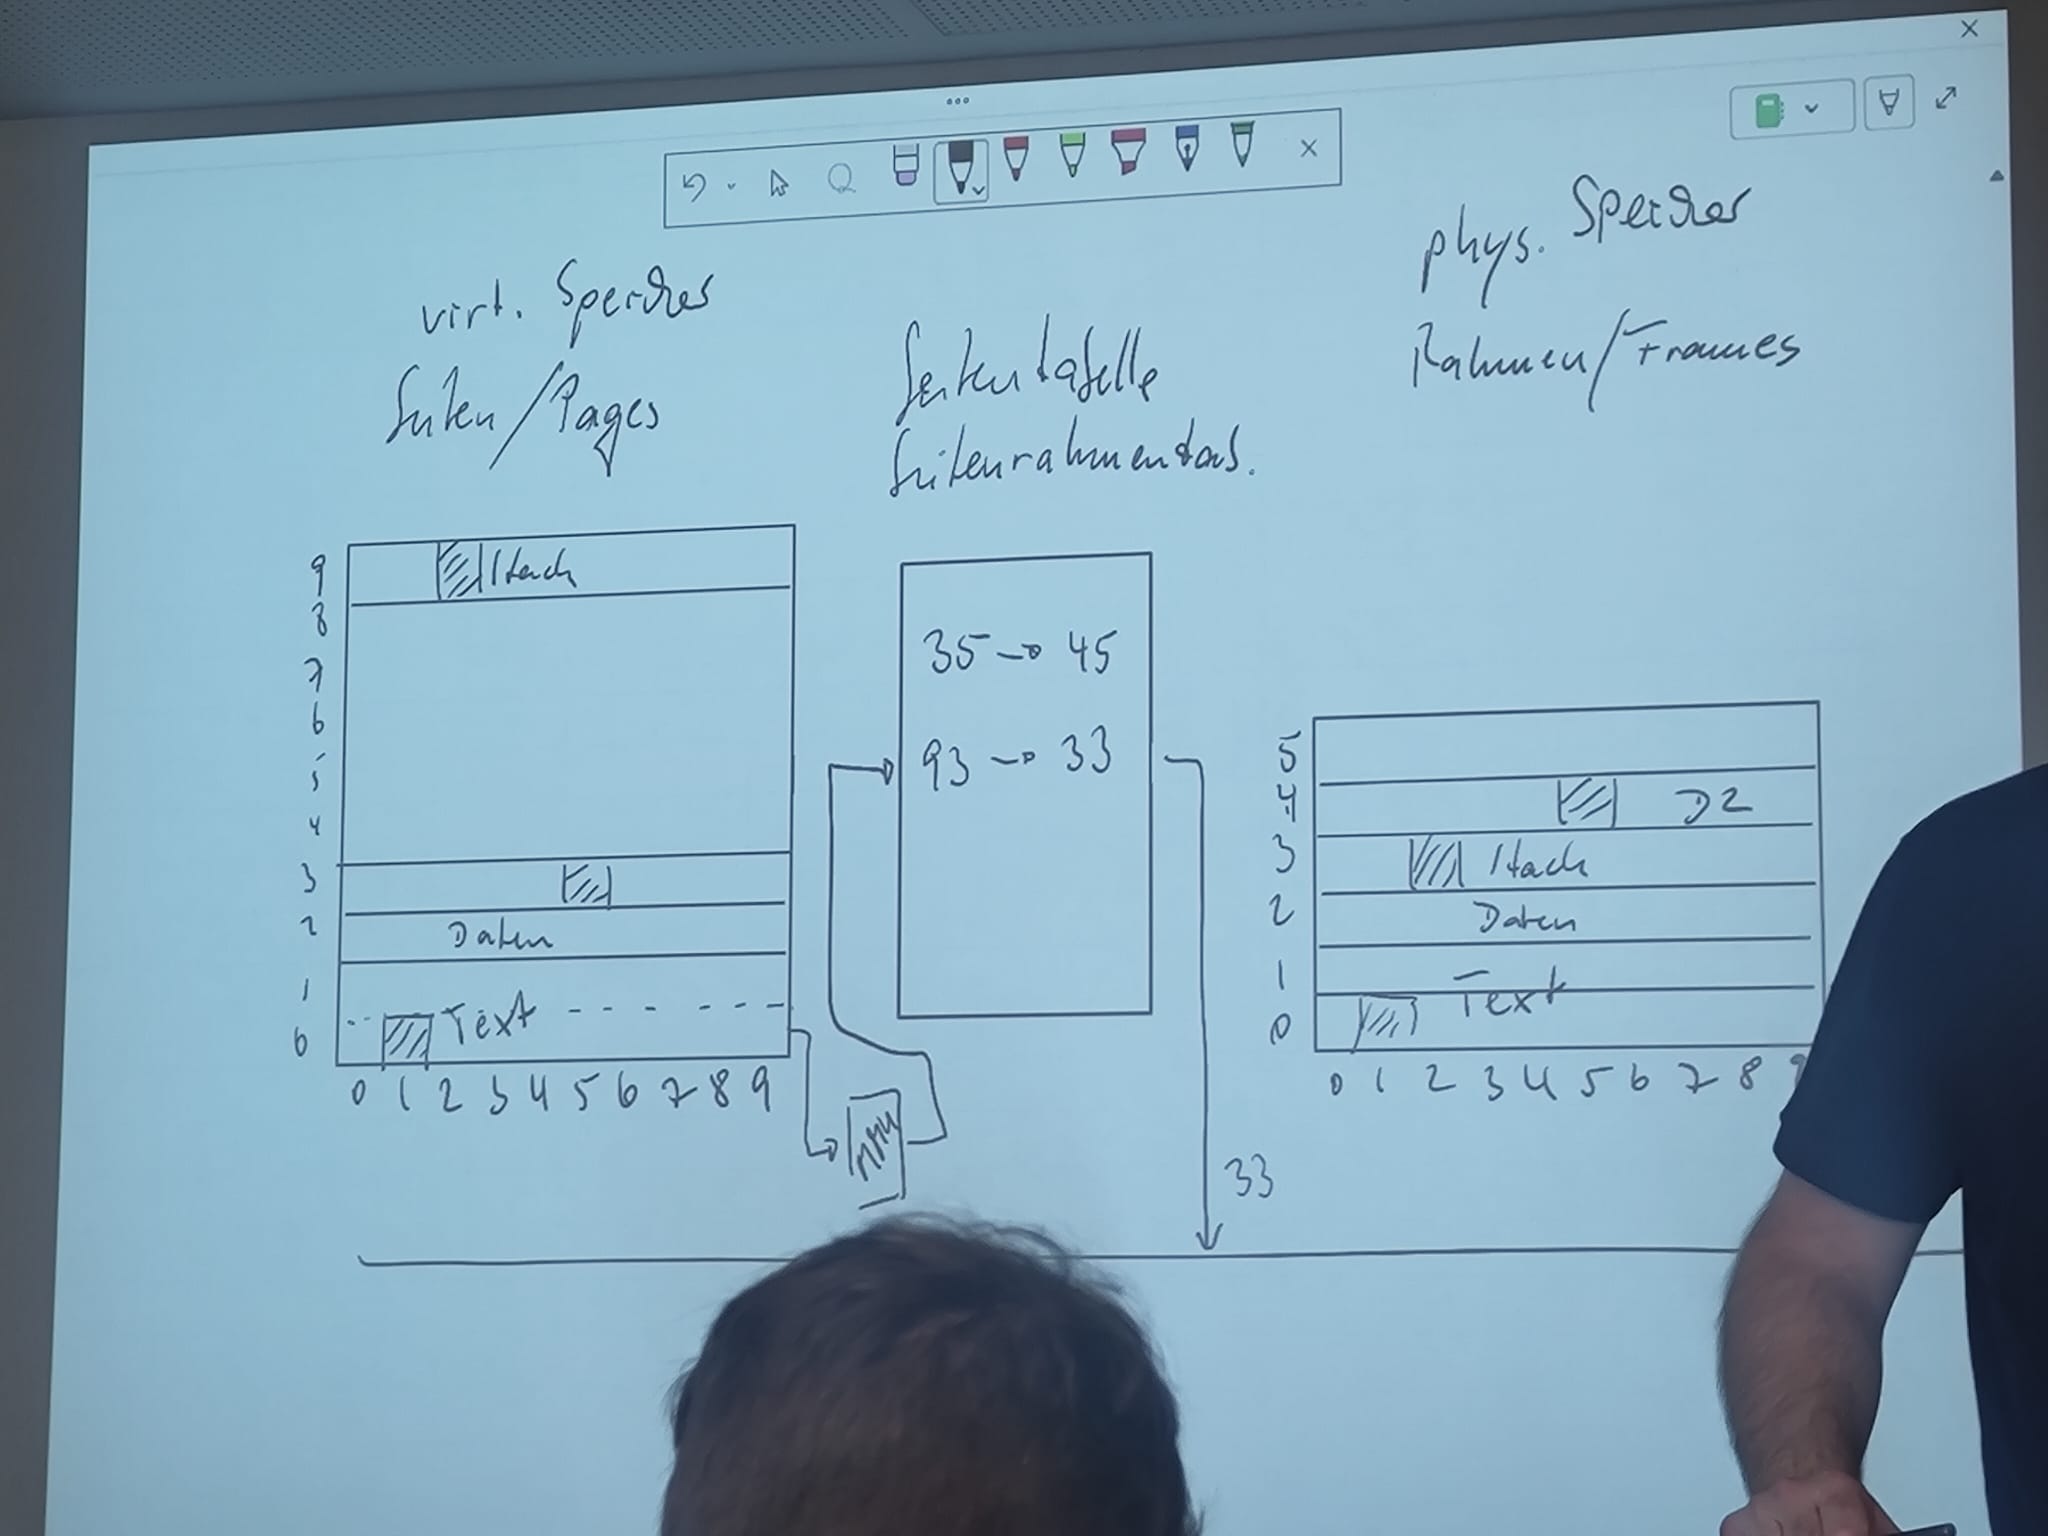 virt. Speicher
Seiten/Pages
Seitentabelle
Seitenrahmentab.
phys. Speicher
Rahmen/Frames
9
8
7
6
5
4
3
2
1
0
Stack
Daten
Text
0 1 2 3 4 5 6 7 8 9
MMU
35 → 45
93 → 33
33
5
4
3
2
1
0
D2
Stack
Daten
Text
0 1 2 3 4 5 6 7 8 9